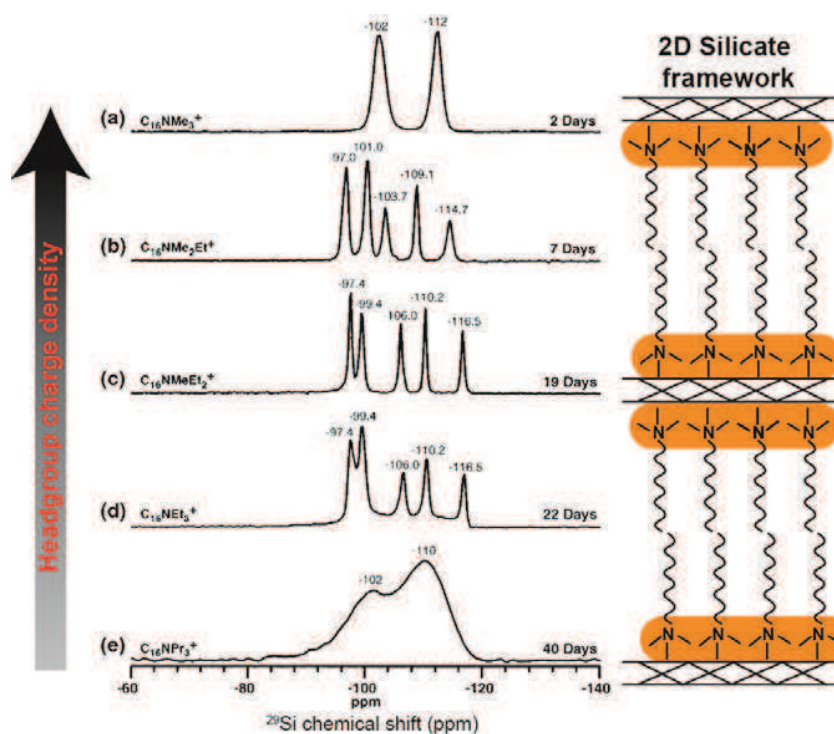 Headgroup charge density
-102
-112
(a)
C16NMe3+
2 Days
97.0
101.0
-103.7
-109.1
-114.7
(b)
C16NMe2Et+
7 Days
-97.4
-99.4
-106.0
-110.2
-116.5
(c)
C16NMeEt2+
19 Days
-97.4
-99.4
-106.0
-110.2
-116.5
(d)
C16NEt3+
22 Days
-102
-110
(e)
C16NPr3+
40 Days
-60
-80
-100
-120
-140
ppm
29Si chemical shift (ppm)
2D Silicate
framework
N N N N
N N N N
N N N N
N N N N